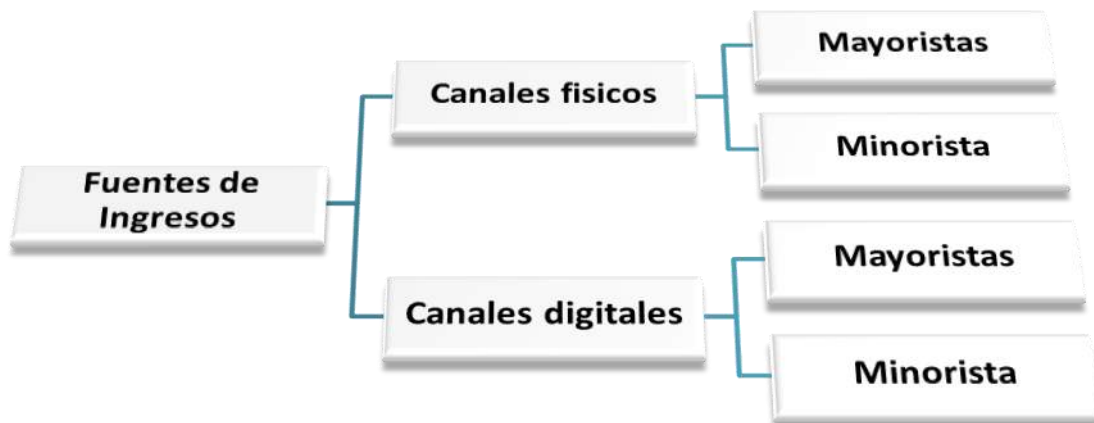 Fuentes de
Ingresos
Canales fisicos
Mayoristas
Minorista
Canales digitales
Mayoristas
Minorista